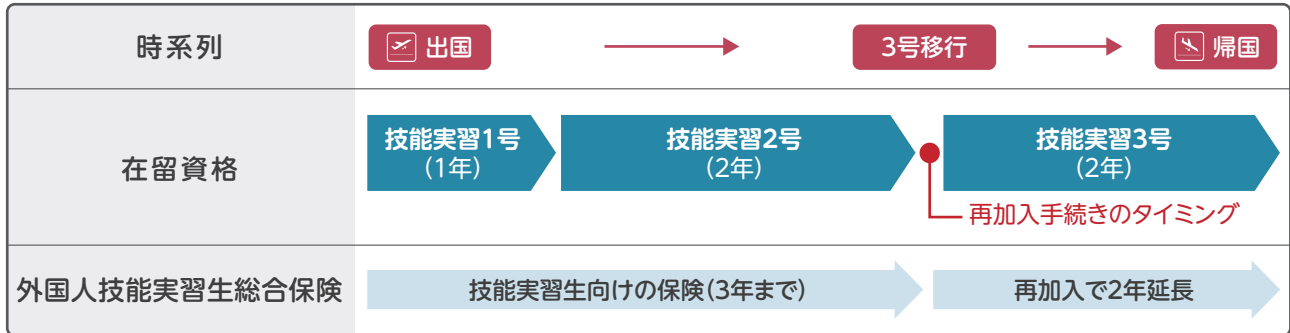 時系列
出国
3号移行
帰国
在留資格
技能実習1号
(1年)
技能実習2号
(2年)
技能実習3号
(2年)
再加入手続きのタイミング
外国人技能実習生総合保険
技能実習生向けの保険(3年まで)
再加入で2年延長